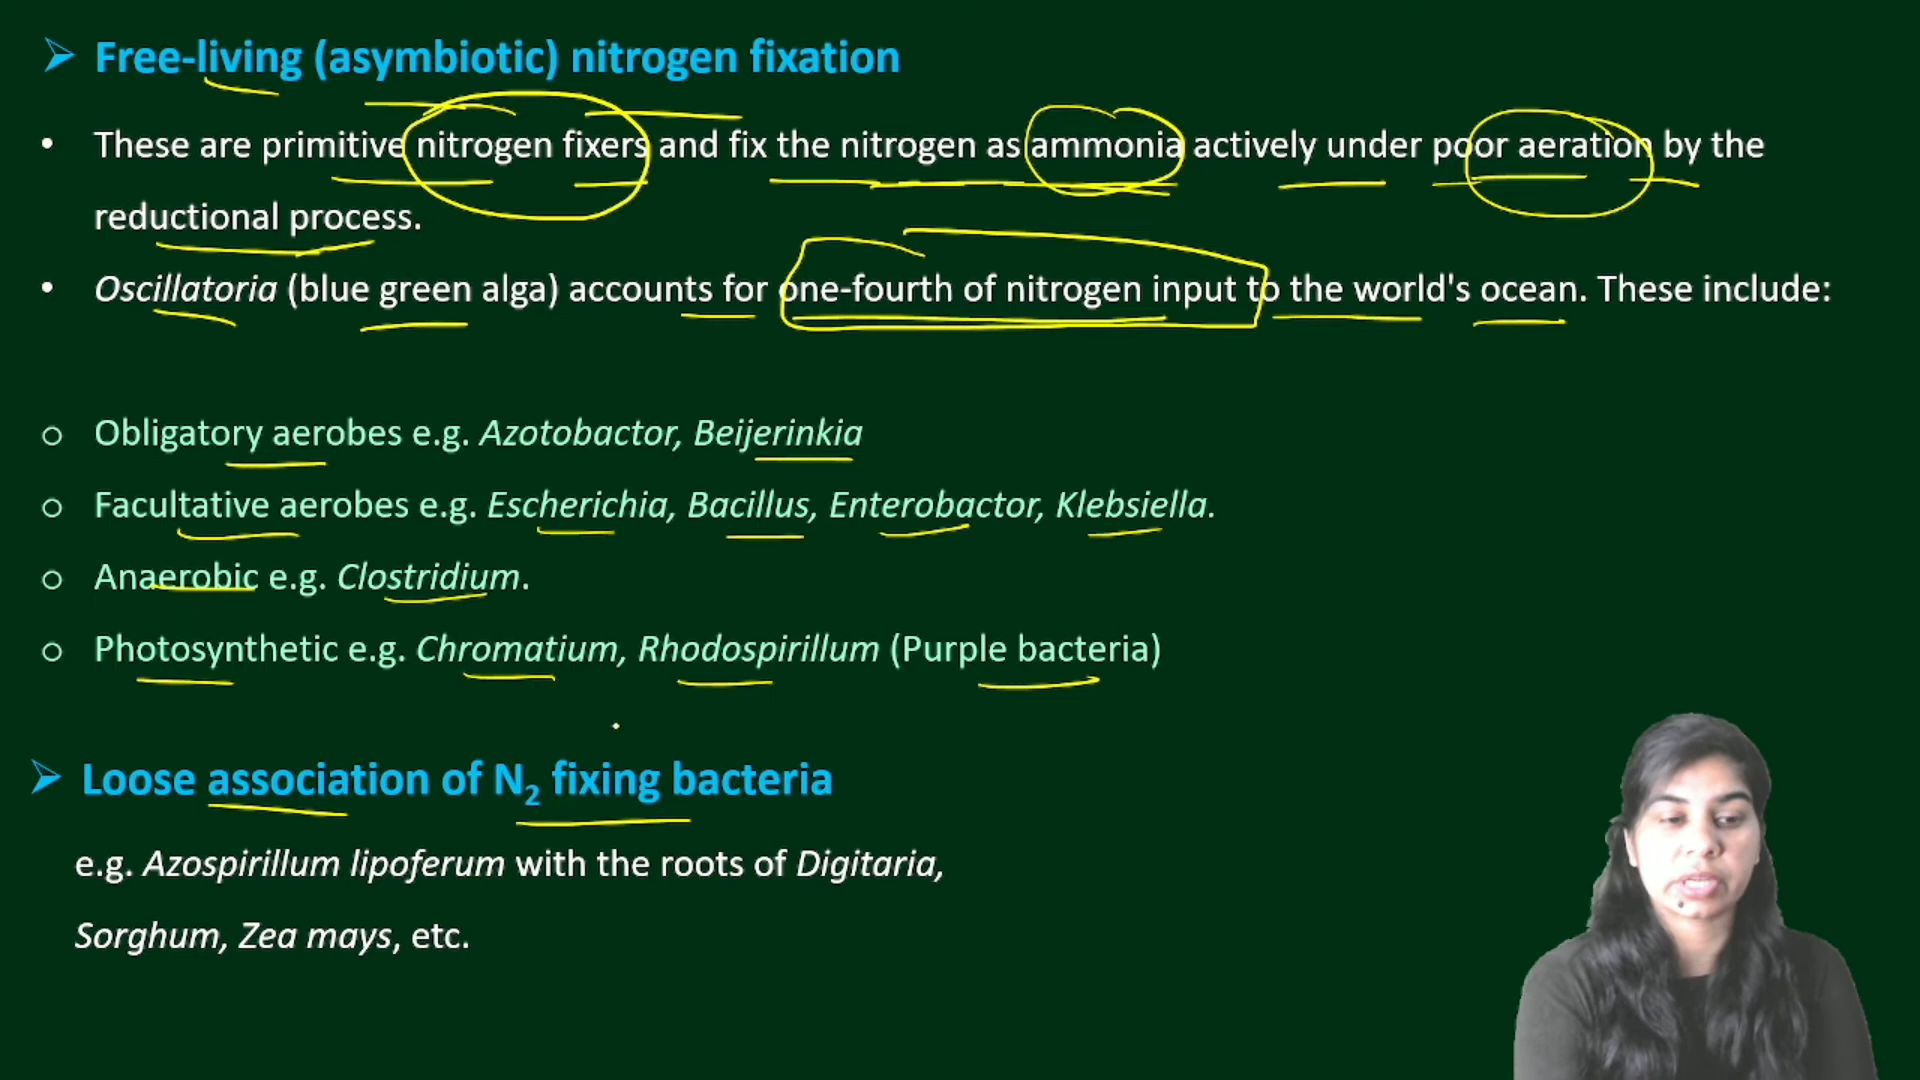 ➤ Free-living (asymbiotic) nitrogen fixation
• These are primitive nitrogen fixers and fix the nitrogen as ammonia actively under poor aeration by the
reductional process.
• Oscillatoria (blue green alga) accounts for one-fourth of nitrogen input to the world's ocean. These include:
o Obligatory aerobes e.g. Azotobactor, Beijerinkia
o Facultative aerobes e.g. Escherichia, Bacillus, Enterobactor, Klebsiella.
o Anaerobic e.g. Clostridium.
o Photosynthetic e.g. Chromatium, Rhodospirillum (Purple bacteria)
➤ Loose association of N₂ fixing bacteria
e.g. Azospirillum lipoferum with the roots of Digitaria,
Sorghum, Zea mays, etc.